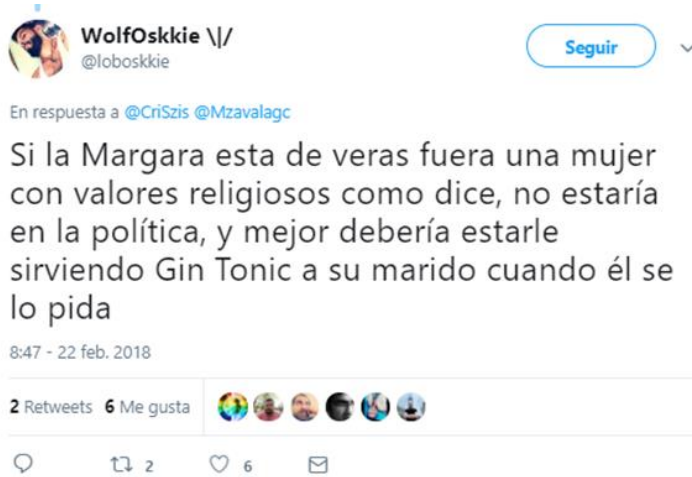 WolfOskkie \|/
@loboskkie
Seguir
En respuesta a @CriSzis @Mzavalagc
Si la Margara esta de veras fuera una mujer
con valores religiosos como dice, no estaría
en la política, y mejor debería estarle
sirviendo Gin Tonic a su marido cuando él se
lo pida
8:47 - 22 feb. 2018
2 Retweets 6 Me gusta
2 6